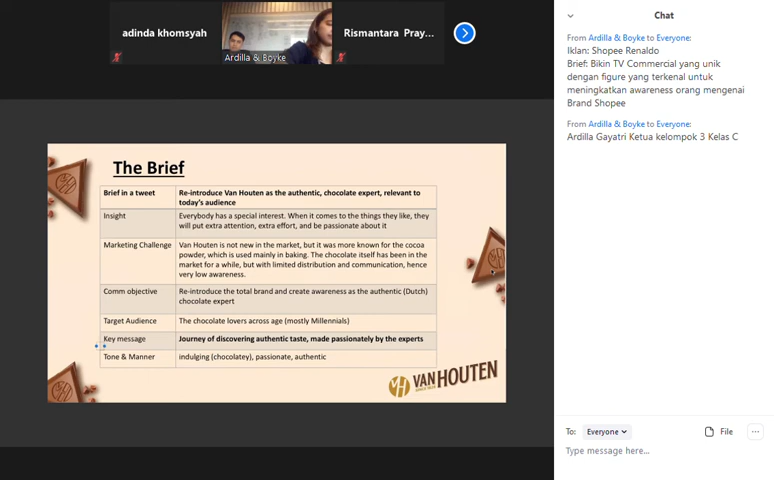 adinda khomsyah
Ardilla & Boyke
Rismantara Pray...
The Brief
Brief in a tweet
Re-introduce Van Houten as the authentic, chocolate expert, relevant to
today's audience
Insight
Everybody has a special interest. When it comes to the things they like, they
will put extra attention, extra effort, and be passionate about it
Marketing Challenge
Van Houten is not new in the market, but it was more known for the cocoa
powder, which is used mainly in baking. The chocolate itself has been in the
market for a while, but with limited distribution and communication, hence
very low awareness.
Comm objective
Re-introduce the total brand and create awareness as the authentic (Dutch)
chocolate expert
Target Audience
The chocolate lovers across age (mostly Millennials)
Key message
Journey of discovering authentic taste, made passionately by the experts
Tone & Manner
indulging (chocolatey), passionate, authentic
VH VAN HOUTEN
Chat
From Ardilla & Boyke to Everyone:
Iklan: Shopee Renaldo
Brief: Bikin TV Commercial yang unik
dengan figure yang terkenal untuk
meningkatkan awareness orang mengenai
Brand Shopee
From Ardilla & Boyke to Everyone:
Ardilla Gayatri Ketua kelompok 3 Kelas C
To: Everyone File ...
Type message here...